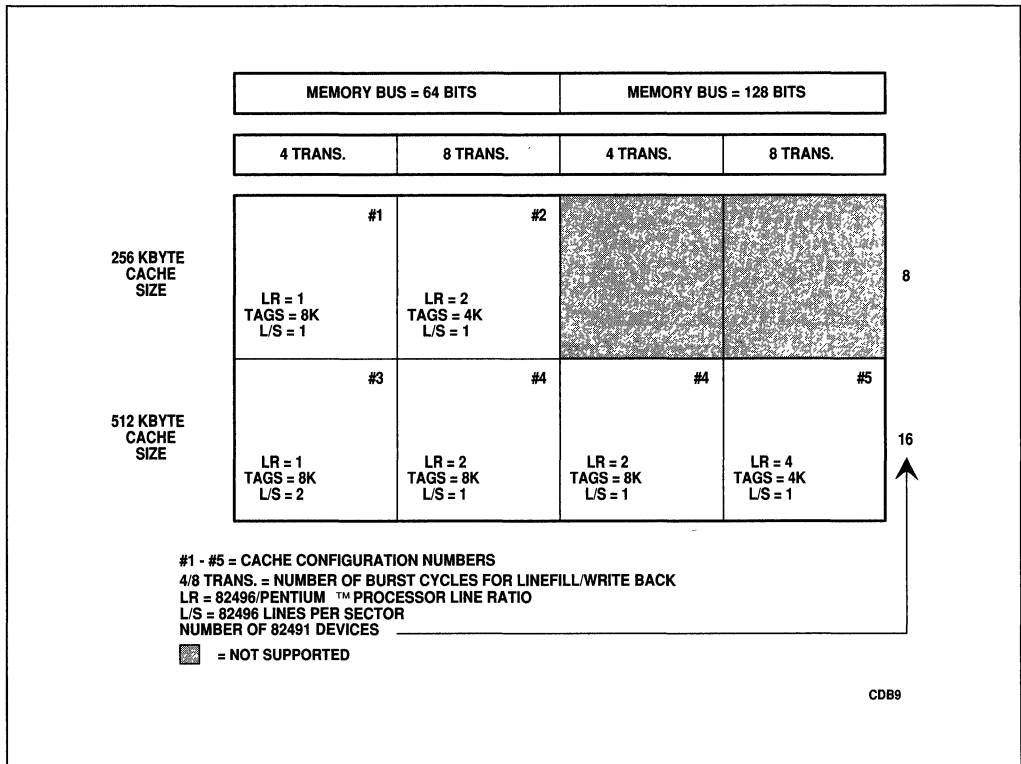 MEMORY BUS = 64 BITS MEMORY BUS = 128 BITS
4 TRANS. 8 TRANS. 4 TRANS. 8 TRANS.
256 KBYTE
CACHE
SIZE
#1
LR = 1
TAGS = 8K
L/S = 1
#2
LR = 2
TAGS = 4K
L/S = 1
8
512 KBYTE
CACHE
SIZE
#3
LR = 1
TAGS = 8K
L/S = 2
#4
LR = 2
TAGS = 8K
L/S = 1
#4
LR = 2
TAGS = 8K
L/S = 1
#5
LR = 4
TAGS = 4K
L/S = 1
16
#1 - #5 = CACHE CONFIGURATION NUMBERS
4/8 TRANS. = NUMBER OF BURST CYCLES FOR LINEFILL/WRITE BACK
LR = 82496/PENTIUM ™ PROCESSOR LINE RATIO
L/S = 82496 LINES PER SECTOR
NUMBER OF 82491 DEVICES
= NOT SUPPORTED
CDB9